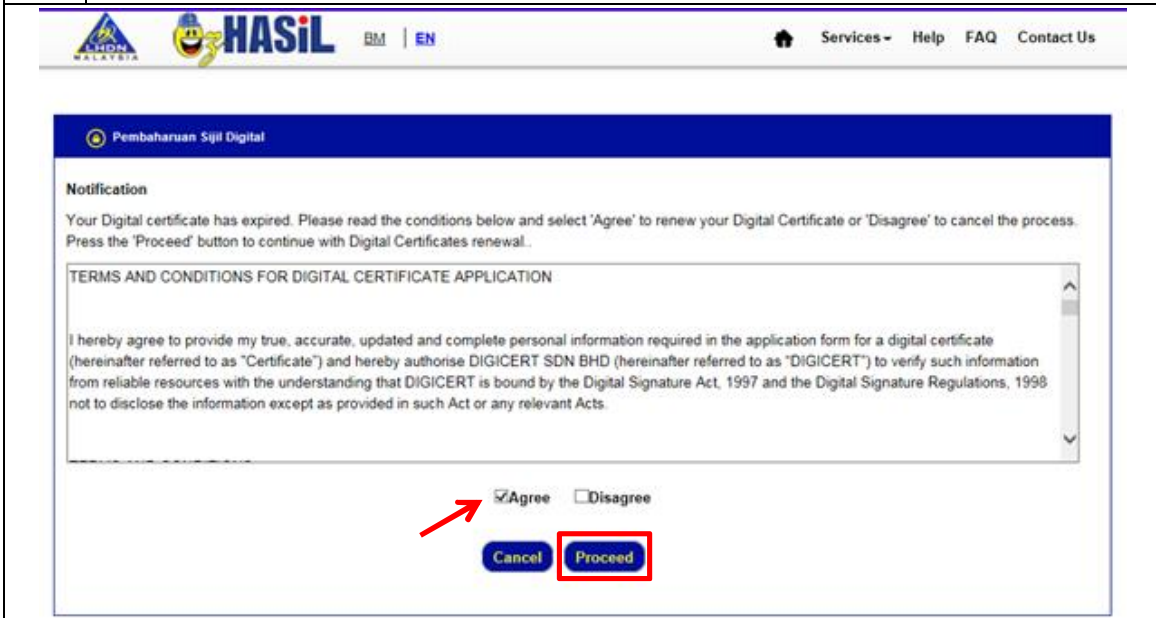 LHDN
MALAYSIA
ezHASiL
BM | EN
Services Help FAQ Contact Us
Pembaharuan Sijil Digital
Notification
Your Digital certificate has expired. Please read the conditions below and select 'Agree' to renew your Digital Certificate or 'Disagree' to cancel the process.
Press the 'Proceed' button to continue with Digital Certificates renewal..
TERMS AND CONDITIONS FOR DIGITAL CERTIFICATE APPLICATION
I hereby agree to provide my true, accurate, updated and complete personal information required in the application form for a digital certificate
(hereinafter referred to as "Certificate") and hereby authorise DIGICERT SDN BHD (hereinafter referred to as "DIGICERT") to verify such information
from reliable resources with the understanding that DIGICERT is bound by the Digital Signature Act, 1997 and the Digital Signature Regulations, 1998
not to disclose the information except as provided in such Act or any relevant Acts.
Agree Disagree
Cancel Proceed